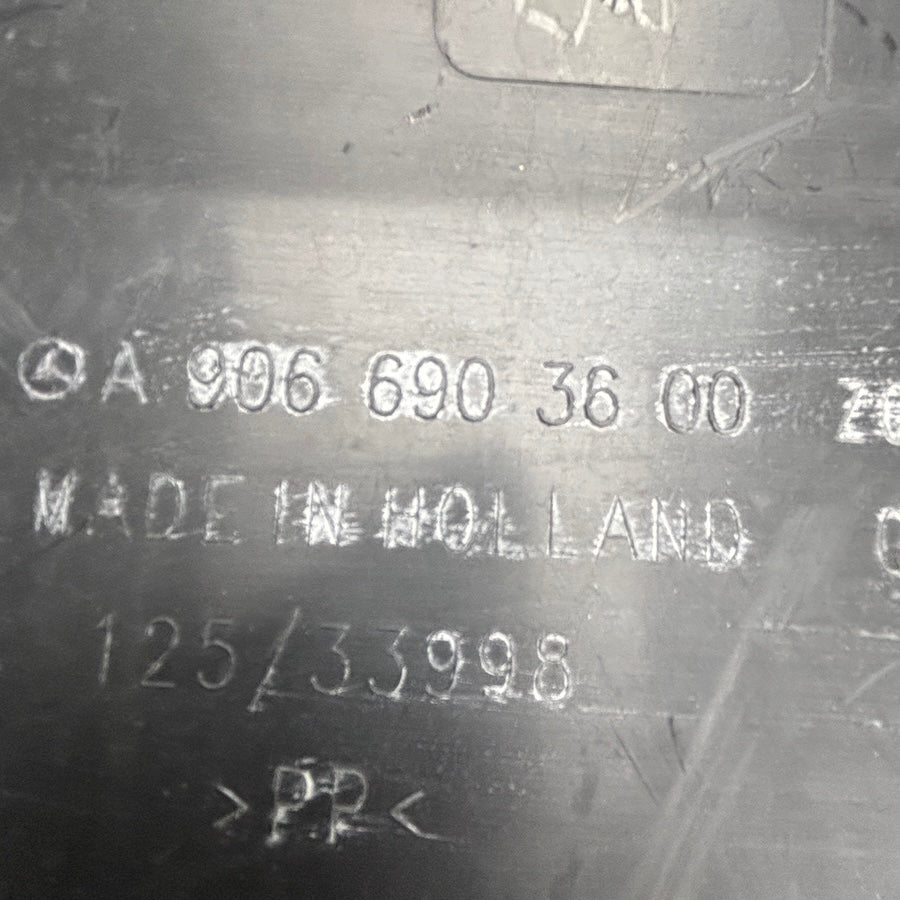 A 906 690 36 00
MADE IN HOLLAND
125/33998
>PP<